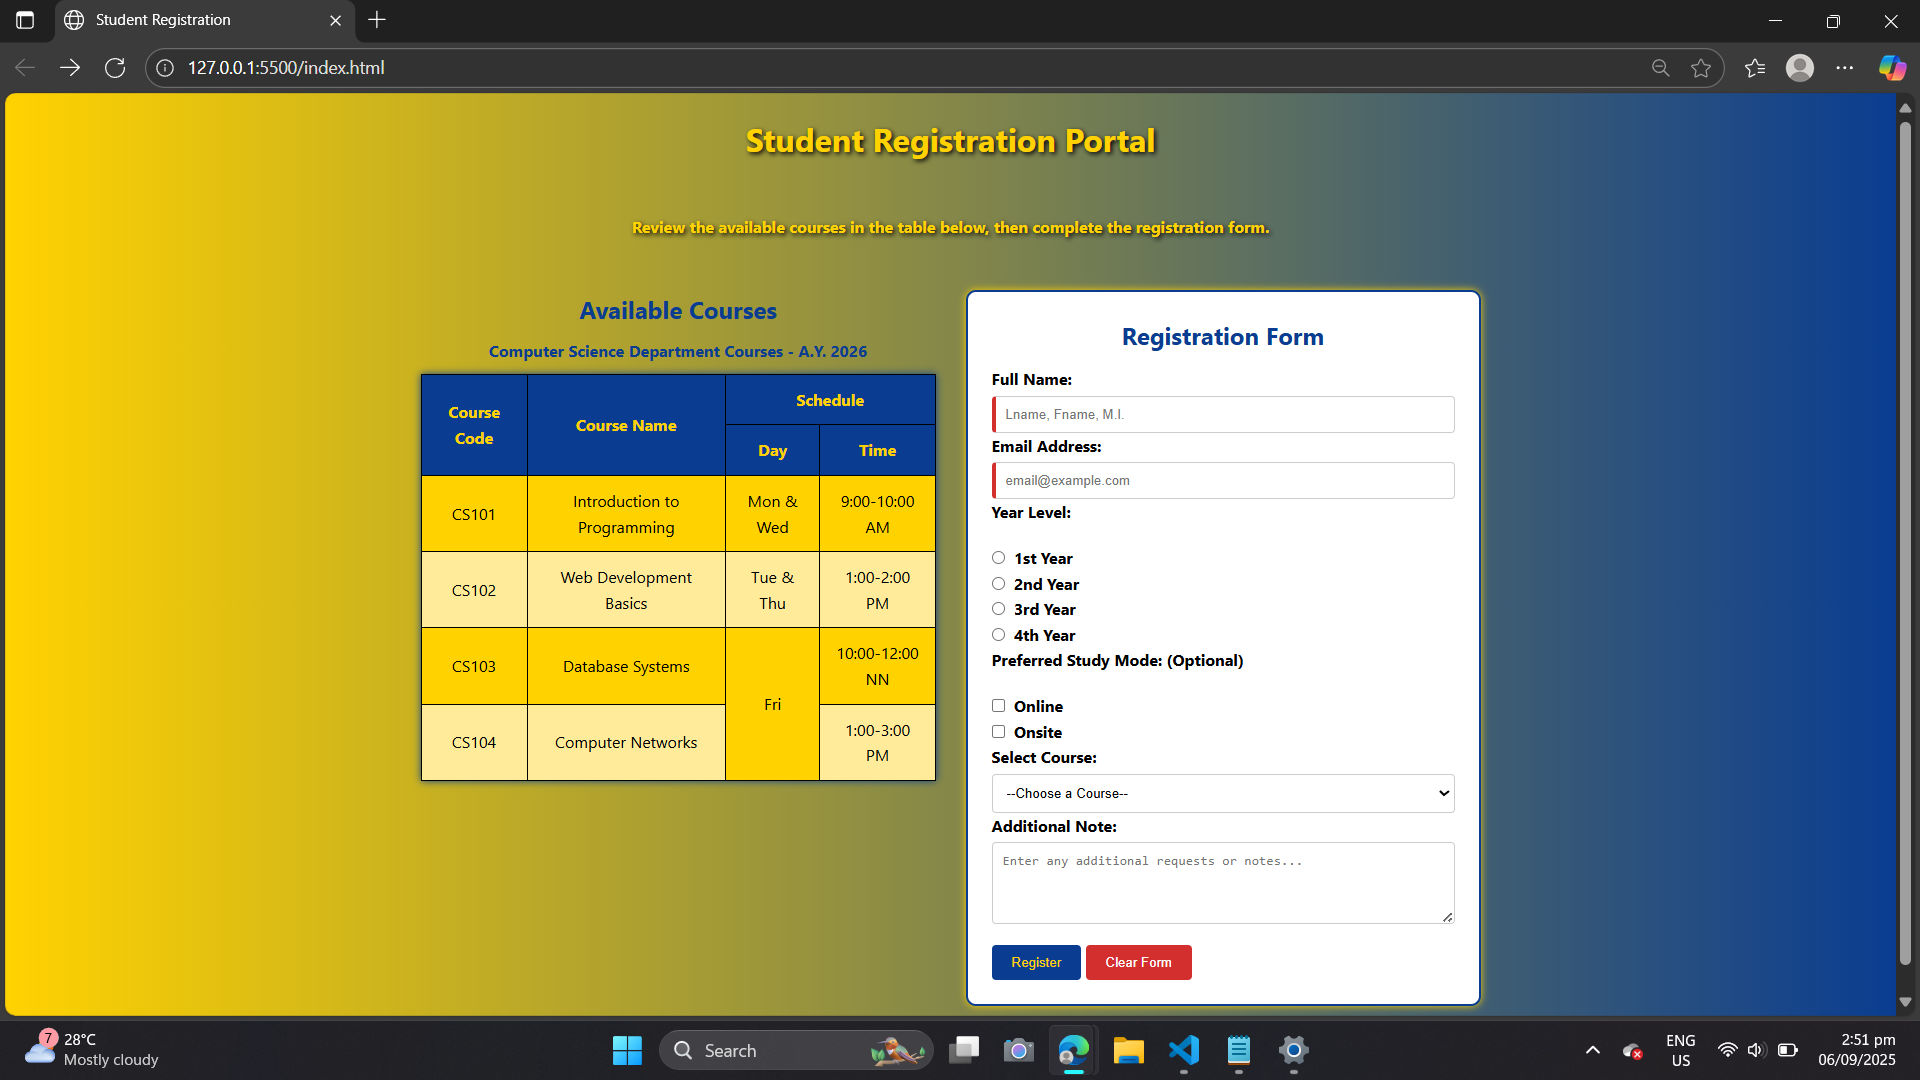 Student Registration
127.0.0.1:5500/index.html
Student Registration Portal
Review the available courses in the table below, then complete the registration form.
Available Courses
Computer Science Department Courses - A.Y. 2026
Course Code
Course Name
Schedule
Day
Time
CS101
Introduction to Programming
Mon & Wed
9:00-10:00 AM
CS102
Web Development Basics
Tue & Thu
1:00-2:00 PM
CS103
Database Systems
Fri
10:00-12:00 NN
CS104
Computer Networks
1:00-3:00 PM
Registration Form
Full Name:
Lname, Fname, M.I.
Email Address:
email@example.com
Year Level:
1st Year
2nd Year
3rd Year
4th Year
Preferred Study Mode: (Optional)
Online
Onsite
Select Course:
--Choose a Course--
Additional Note:
Enter any additional requests or notes...
Register
Clear Form
7
28°C
Mostly cloudy
Search
ENG
US
2:51 pm
06/09/2025